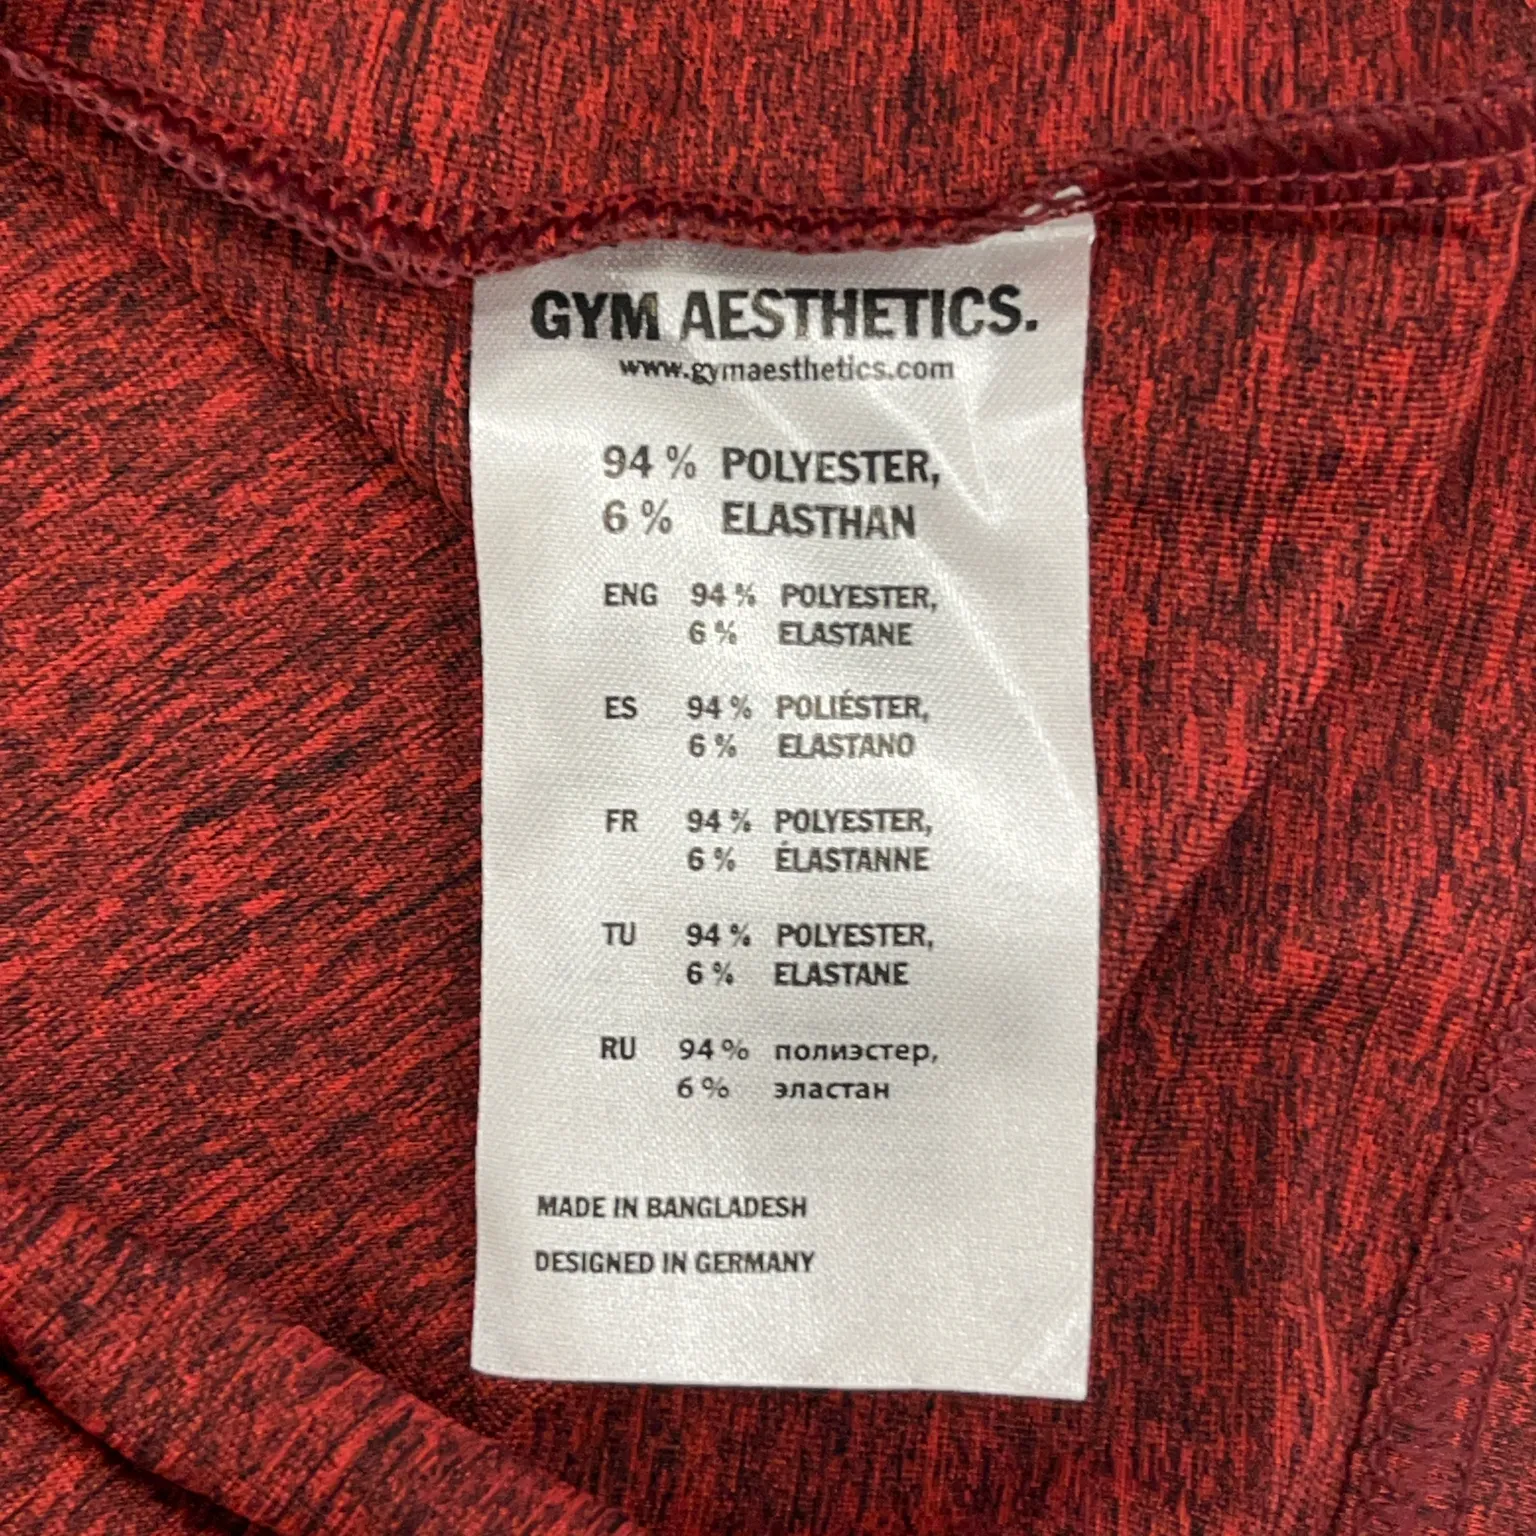 GYM AESTHETICS.
www.gymaesthetics.com
94 % POLYESTER,
6 % ELASTHAN
ENG 94 % POLYESTER,
6 % ELASTANE
ES 94 % POLIÉSTER,
6 % ELASTANO
FR 94 % POLYESTER,
6 % ÉLASTANNE
TU 94 % POLYESTER,
6 % ELASTANE
RU 94 % полиэстер,
6 % эластан
MADE IN BANGLADESH
DESIGNED IN GERMANY